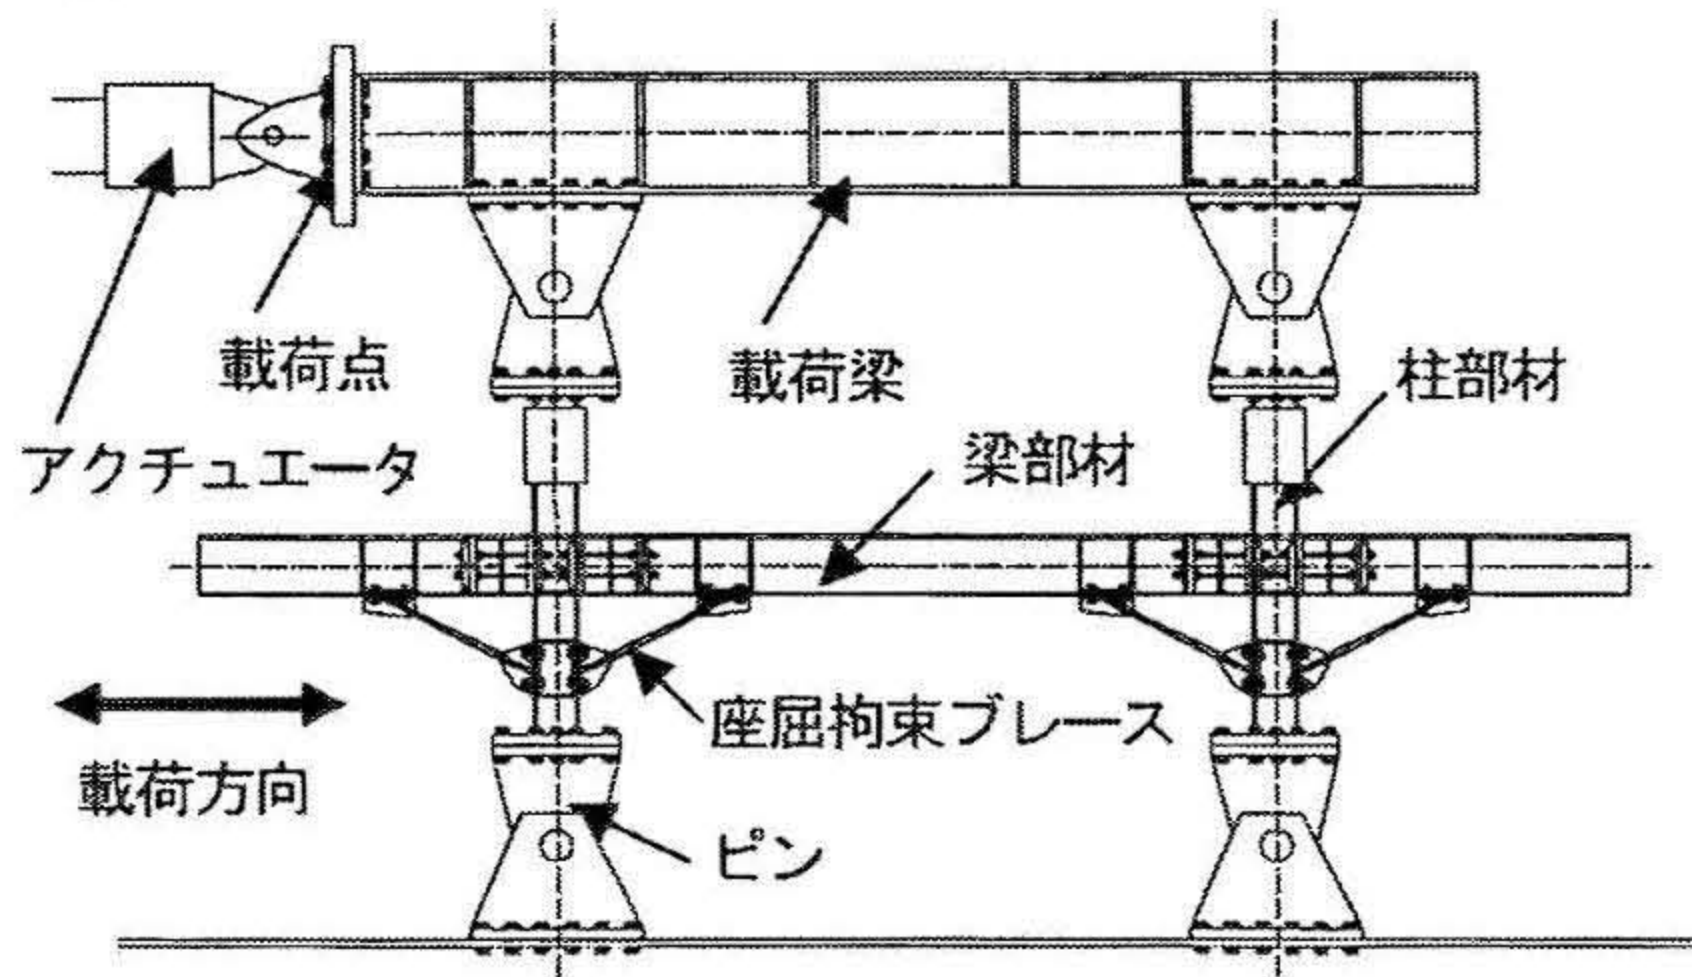 載荷点
載荷梁
柱部材
アクチュエータ
梁部材
座屈拘束ブレース
載荷方向
ピン